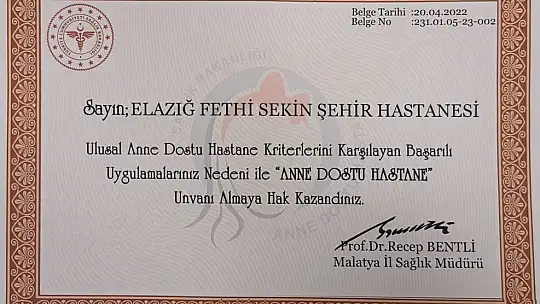 Belge Tarihi :20.04.2022
Belge No :231.01.05-23-002
Sayın; ELAZIĞ FETHİ SEKİN ŞEHİR HASTANESİ
Ulusal Anne Dostu Hastane Kriterlerini Karşılayan Başarılı
Uygulamalarınız Nedeni ile "ANNE DOSTU HASTANE"
Unvanı Almaya Hak Kazandınız.
Prof.Dr.Recep BENTLİ
Malatya İl Sağlık Müdürü